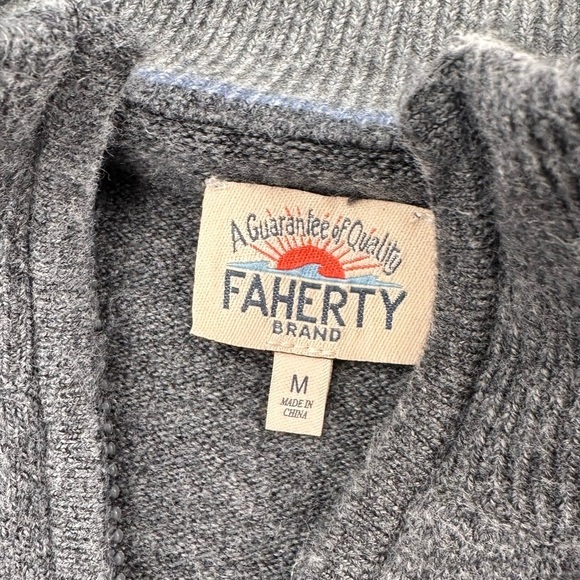 A Guarantee of Quality
FAHERTY
BRAND
M
MADE IN
CHINA